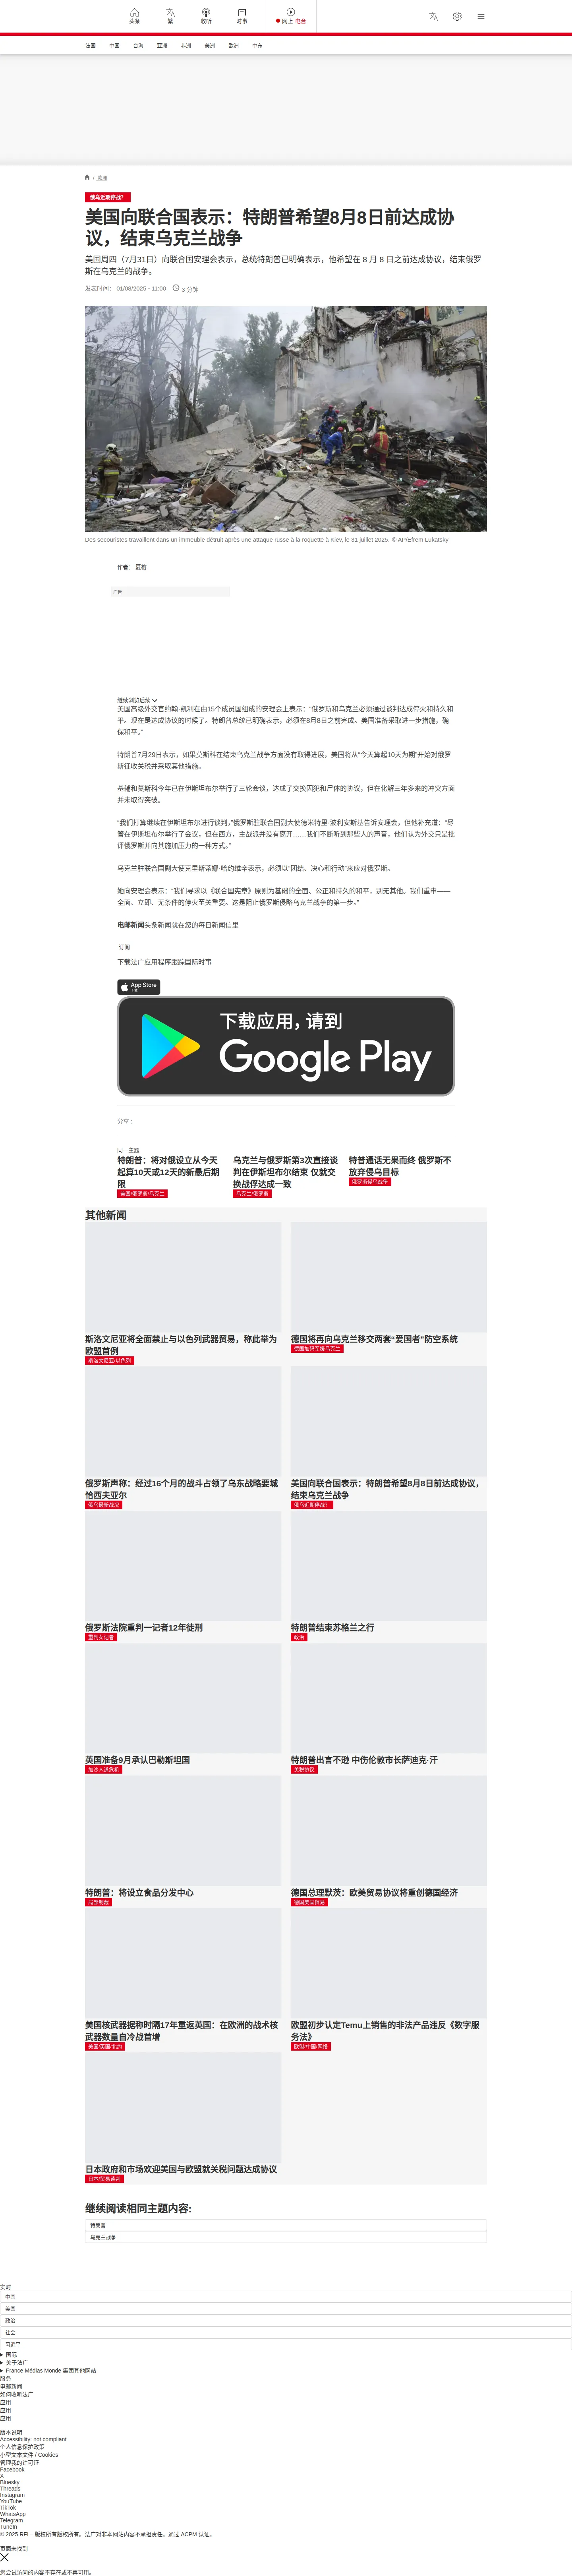 头条
繁
收听
时事
网上 电台
法国
中国
台海
亚洲
非洲
美洲
欧洲
中东
/ 欧洲
俄乌近期停战?
美国向联合国表示：特朗普希望8月8日前达成协
议，结束乌克兰战争
美国周四（7月31日）向联合国安理会表示，总统特朗普已明确表示，他希望在 8 月 8 日之前达成协议，结束俄罗
斯在乌克兰的战争。
发表时间： 01/08/2025 - 11:00
3 分钟
Des secouristes travaillent dans un immeuble détruit après une attaque russe à la roquette à Kiev, le 31 juillet 2025. © AP/Efrem Lukatsky
作者： 夏榕
广告
继续浏览后续
美国高级外交官约翰·凯利在由15个成员国组成的安理会上表示：“俄罗斯和乌克兰必须通过谈判达成停火和持久和
平。现在是达成协议的时候了。特朗普总统已明确表示，必须在8月8日之前完成。美国准备采取进一步措施，确
保和平。”
特朗普7月29日表示，如果莫斯科在结束乌克兰战争方面没有取得进展，美国将从“今天算起10天为期”开始对俄罗
斯征收关税并采取其他措施。
基辅和莫斯科今年已在伊斯坦布尔举行了三轮会谈，达成了交换囚犯和尸体的协议，但在化解三年多来的冲突方面
并未取得突破。
“我们打算继续在伊斯坦布尔进行谈判，”俄罗斯驻联合国副大使德米特里·波利安斯基告诉安理会，但他补充道：“尽
管在伊斯坦布尔举行了会议，但在西方，主战派并没有离开……我们不断听到那些人的声音，他们认为外交只是批
评俄罗斯并向其施加压力的一种方式。”
乌克兰驻联合国副大使克里斯蒂娜·哈约维辛表示，必须以“团结、决心和行动”来应对俄罗斯。
她向安理会表示：“我们寻求以《联合国宪章》原则为基础的全面、公正和持久的和平，别无其他。我们重申——
全面、立即、无条件的停火至关重要。这是阻止俄罗斯侵略乌克兰战争的第一步。”
电邮新闻头条新闻就在您的每日新闻信里
订阅
下载法广应用程序跟踪国际时事
App Store
下载
下载应用，请到
Google Play
分享 :
同一主题
特朗普：将对俄设立从今天
起算10天或12天的新最后期
限
美国/俄罗斯/乌克兰
乌克兰与俄罗斯第3次直接谈
判在伊斯坦布尔结束 仅就交
换战俘达成一致
乌克兰/俄罗斯
特普通话无果而终 俄罗斯不
放弃侵乌目标
俄罗斯侵乌战争
其他新闻
斯洛文尼亚将全面禁止与以色列武器贸易，称此举为
欧盟首例
斯洛文尼亚/以色列
德国将再向乌克兰移交两套“爱国者”防空系统
德国加码军援乌克兰
俄罗斯声称：经过16个月的战斗占领了乌东战略要城
恰西夫亚尔
俄乌最新战况
美国向联合国表示：特朗普希望8月8日前达成协议，
结束乌克兰战争
俄乌近期停战?
俄罗斯法院重判一记者12年徒刑
重判女记者
特朗普结束苏格兰之行
政治
英国准备9月承认巴勒斯坦国
加沙人道危机
特朗普出言不逊 中伤伦敦市长萨迪克·汗
关税协议
特朗普：将设立食品分发中心
局部制裁
德国总理默茨：欧美贸易协议将重创德国经济
德国美国贸易
美国核武器据称时隔17年重返英国：在欧洲的战术核
武器数量自冷战首增
美国/英国/北约
欧盟初步认定Temu上销售的非法产品违反《数字服
务法》
欧盟/中国/网络
日本政府和市场欢迎美国与欧盟就关税问题达成协议
日本/贸易谈判
继续阅读相同主题内容:
特朗普
乌克兰战争
实时
中国
美国
政治
社会
习近平
国际
关于法广
France Médias Monde 集团其他网站
服务
电邮新闻
如何收听法广
应用
应用
应用
版本说明
Accessibility: not compliant
个人信息保护政策
小型文本文件 / Cookies
管理我的许可证
Facebook
X
Bluesky
Threads
Instagram
YouTube
TikTok
WhatsApp
Telegram
TuneIn
© 2025 RFI – 版权所有版权所有。法广对非本网站内容不承担责任。通过 ACPM 认证。
页面未找到
您尝试访问的内容不存在或不再可用。